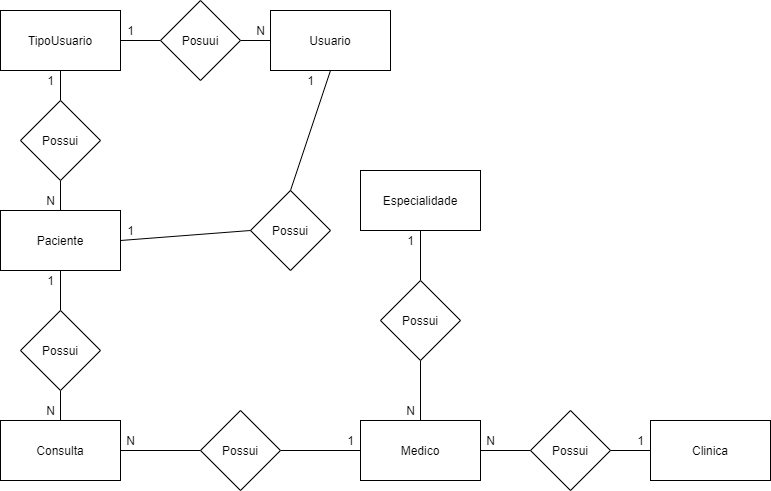 TipoUsuario
1
Posuui
N
Usuario
1
1
Possui
N
Paciente
1
Possui
Especialidade
1
1
Possui
Possui
N
N
Consulta
N
Possui
1
Medico
N
Possui
1
Clinica